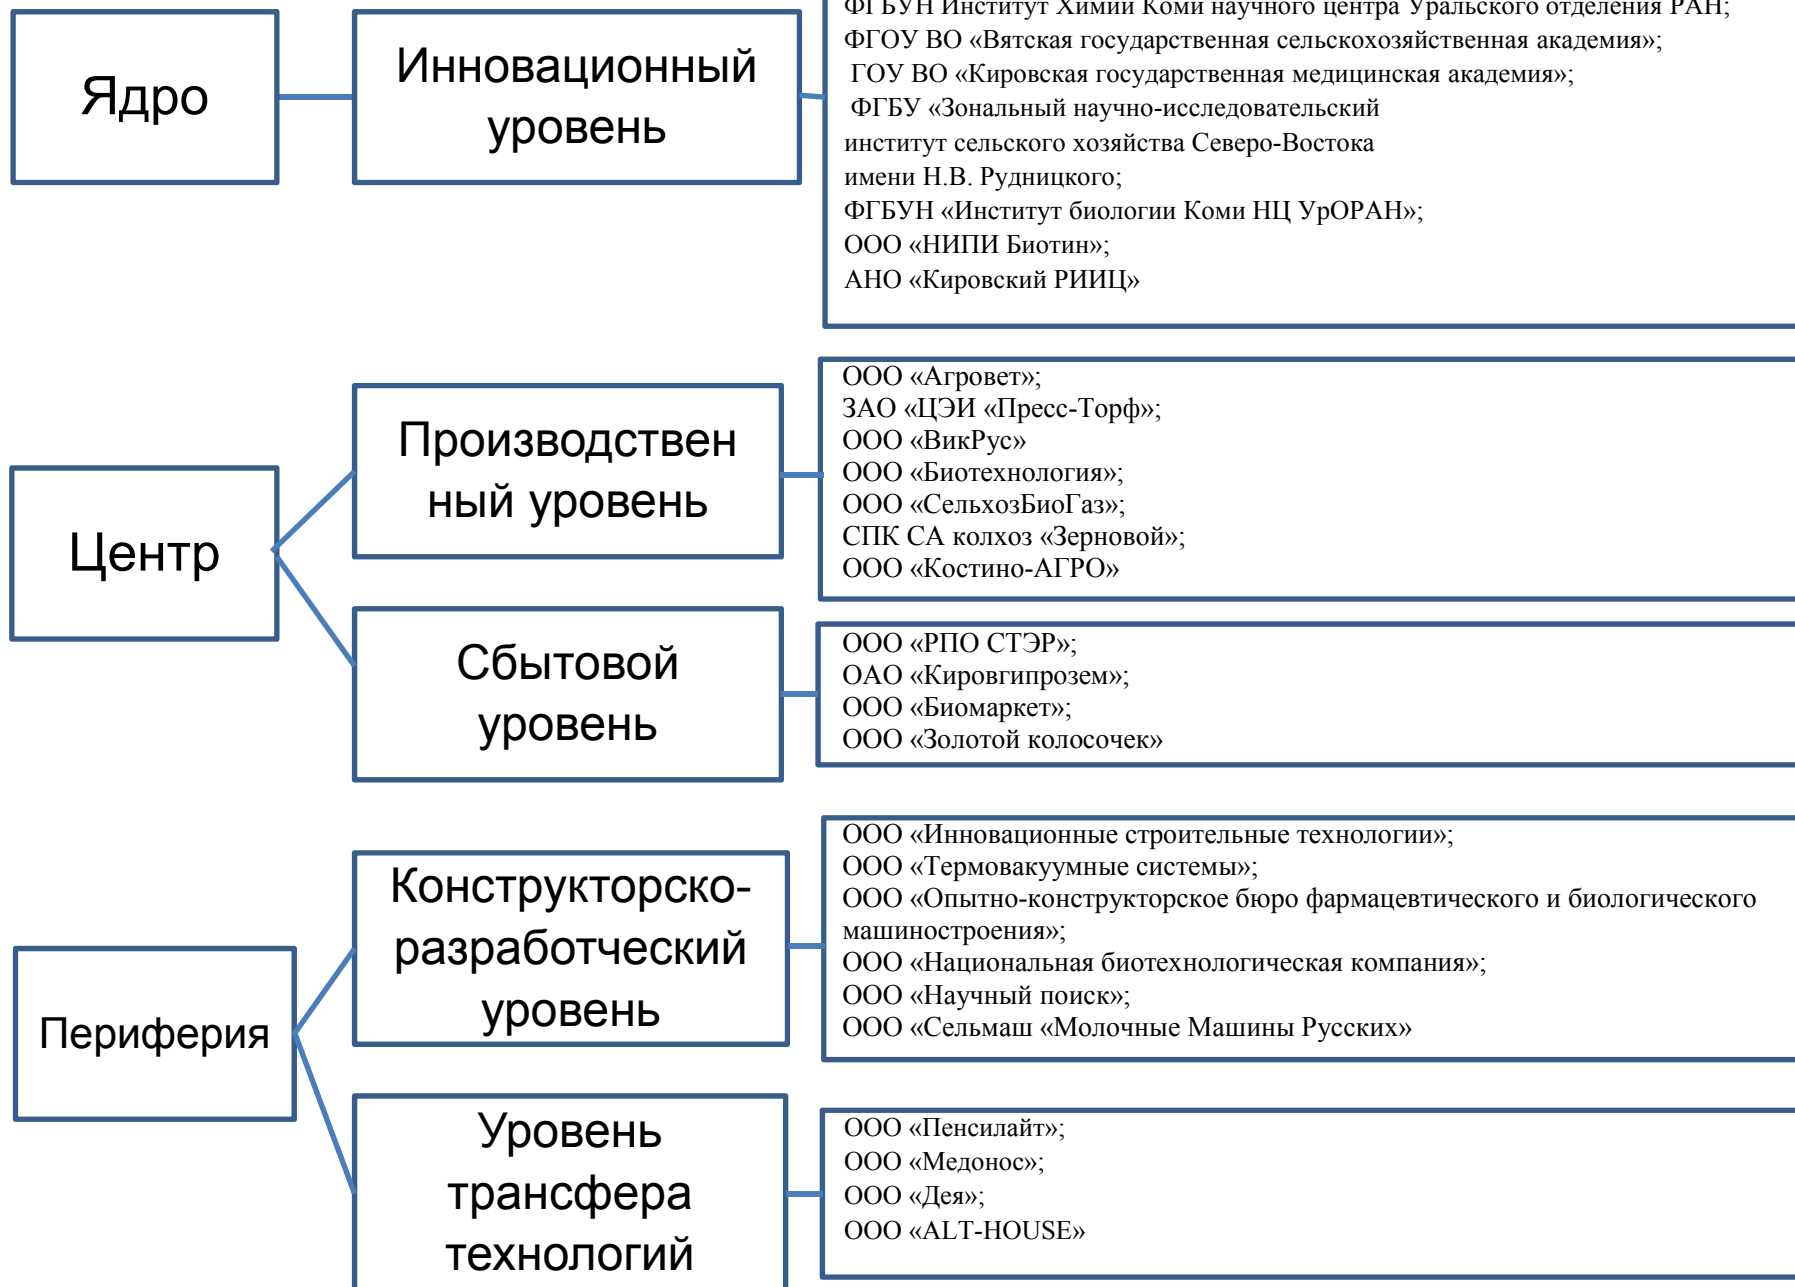 Ядро
Инновационный
уровень
ФГБУН Институт Химии Коми научного центра Уральского отделения РАН;
ФГОУ ВО «Вятская государственная сельскохозяйственная академия»;
ГОУ ВО «Кировская государственная медицинская академия»;
ФГБУ «Зональный научно-исследовательский
институт сельского хозяйства Северо-Востока
имени Н.В. Рудницкого;
ФГБУН «Институт биологии Коми НЦ УрОРАН»;
ООО «НИПИ Биотин»;
АНО «Кировский РИИЦ»
Центр
Производствен
ный уровень
ООО «Агровет»;
ЗАО «ЦЭИ «Пресс-Торф»;
ООО «ВикРус»
ООО «Биотехнология»;
ООО «СельхозБиоГаз»;
СПК СА колхоз «Зерновой»;
ООО «Костино-АГРО»
Сбытовой
уровень
ООО «РПО СТЭР»;
ОАО «Кировгипрозем»;
ООО «Биомаркет»;
ООО «Золотой колосочек»
Периферия
Конструкторско-
разработческий
уровень
ООО «Инновационные строительные технологии»;
ООО «Термовакуумные системы»;
ООО «Опытно-конструкторское бюро фармацевтического и биологического
машиностроения»;
ООО «Национальная биотехнологическая компания»;
ООО «Научный поиск»;
ООО «Сельмаш «Молочные Машины Русских»
Уровень
трансфера
технологий
ООО «Пенсилайт»;
ООО «Медонос»;
ООО «Дея»;
ООО «ALT-HOUSE»